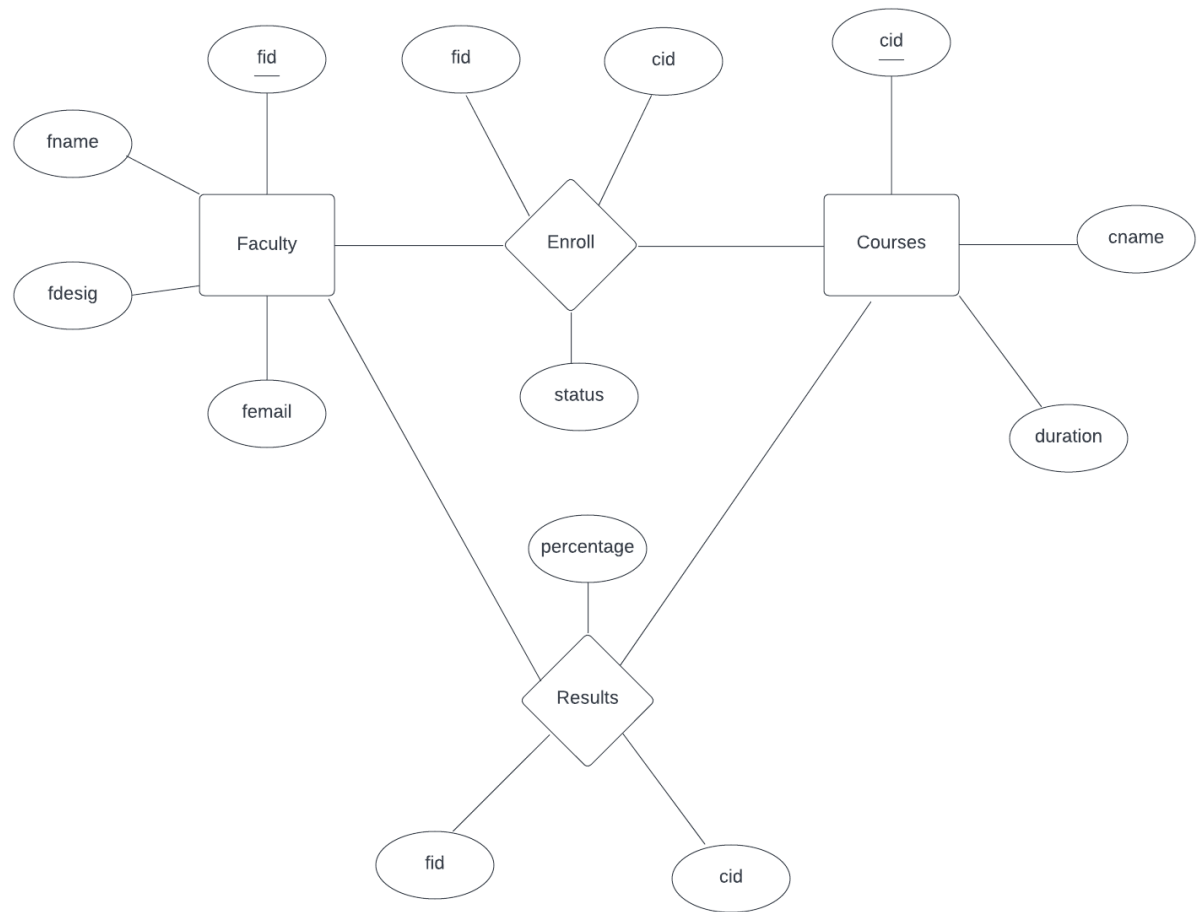 fid
fid
cid
cid
fname
Faculty
Enroll
Courses
cname
fdesig
femail
status
duration
percentage
Results
fid
cid